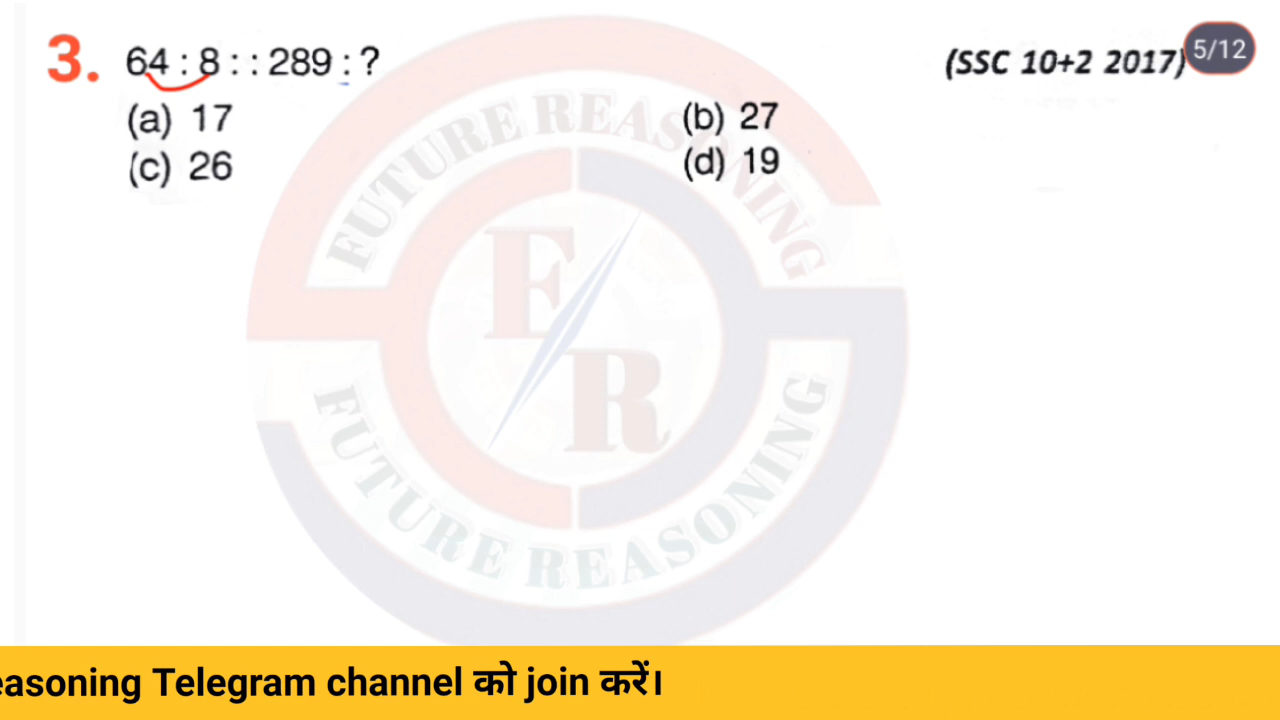 3. 64 : 8 : : 289 : ?
(SSC 10+2 2017)
5/12
(a) 17
(b) 27
(c) 26
(d) 19
FUTURE REASONING
F/R
FUTURE REASONING
easoning Telegram channel को join करें।